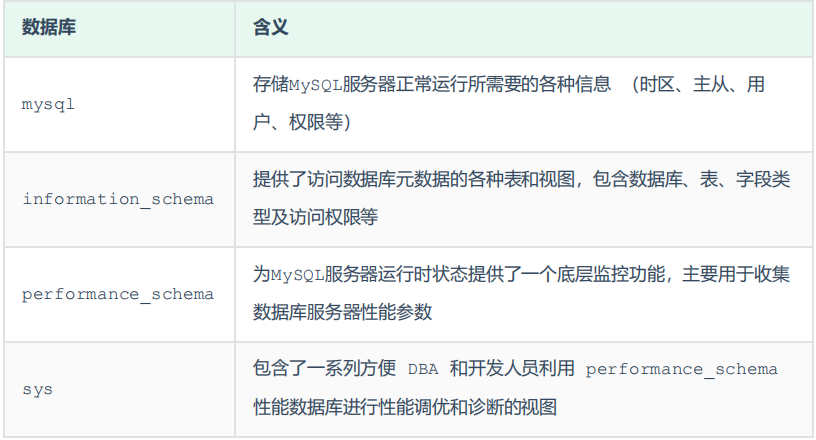 数据库 含义
mysql
存储MySQL服务器正常运行所需要的各种信息 （时区、主从、用
户、权限等）
information_schema
提供了访问数据库元数据的各种表和视图，包含数据库、表、字段类
型及访问权限等
performance_schema
为MySQL服务器运行时状态提供了一个底层监控功能，主要用于收集
数据库服务器性能参数
sys
包含了一系列方便 DBA 和开发人员利用 performance_schema
性能数据库进行性能调优和诊断的视图